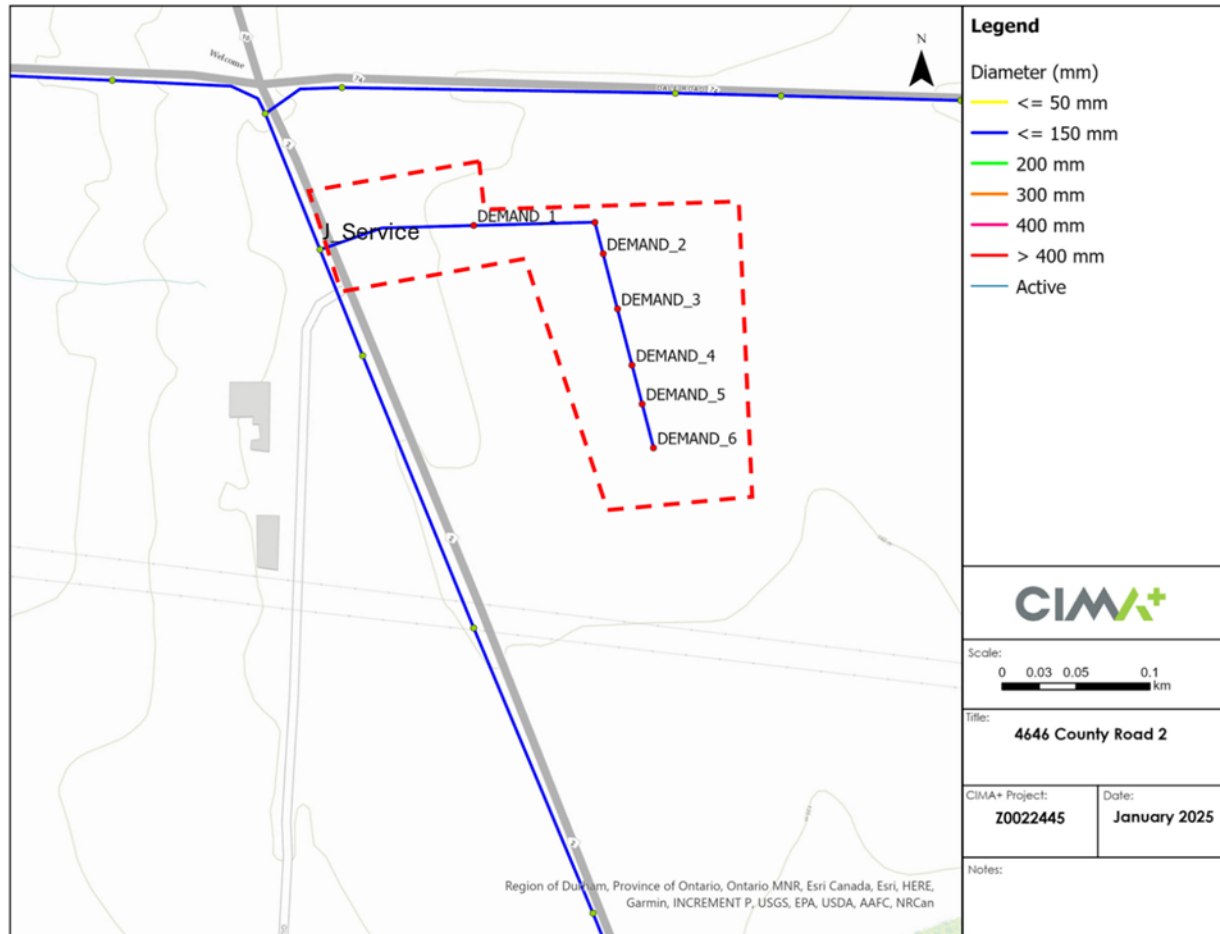 Welcome
J_Service
DEMAND_1
DEMAND_2
DEMAND_3
DEMAND_4
DEMAND_5
DEMAND_6
2
2
2
Region of Durham, Province of Ontario, Ontario MNR, Esri Canada, Esri, HERE,
Garmin, INCREMENT P, USGS, EPA, USDA, AAFC, NRCan
N
Legend
Diameter (mm)
<= 50 mm
<= 150 mm
200 mm
300 mm
400 mm
> 400 mm
Active
CIMA+
Scale:
0 0.03 0.05 0.1
km
Title:
4646 County Road 2
CIMA+ Project:
Z0022445
Date:
January 2025
Notes: